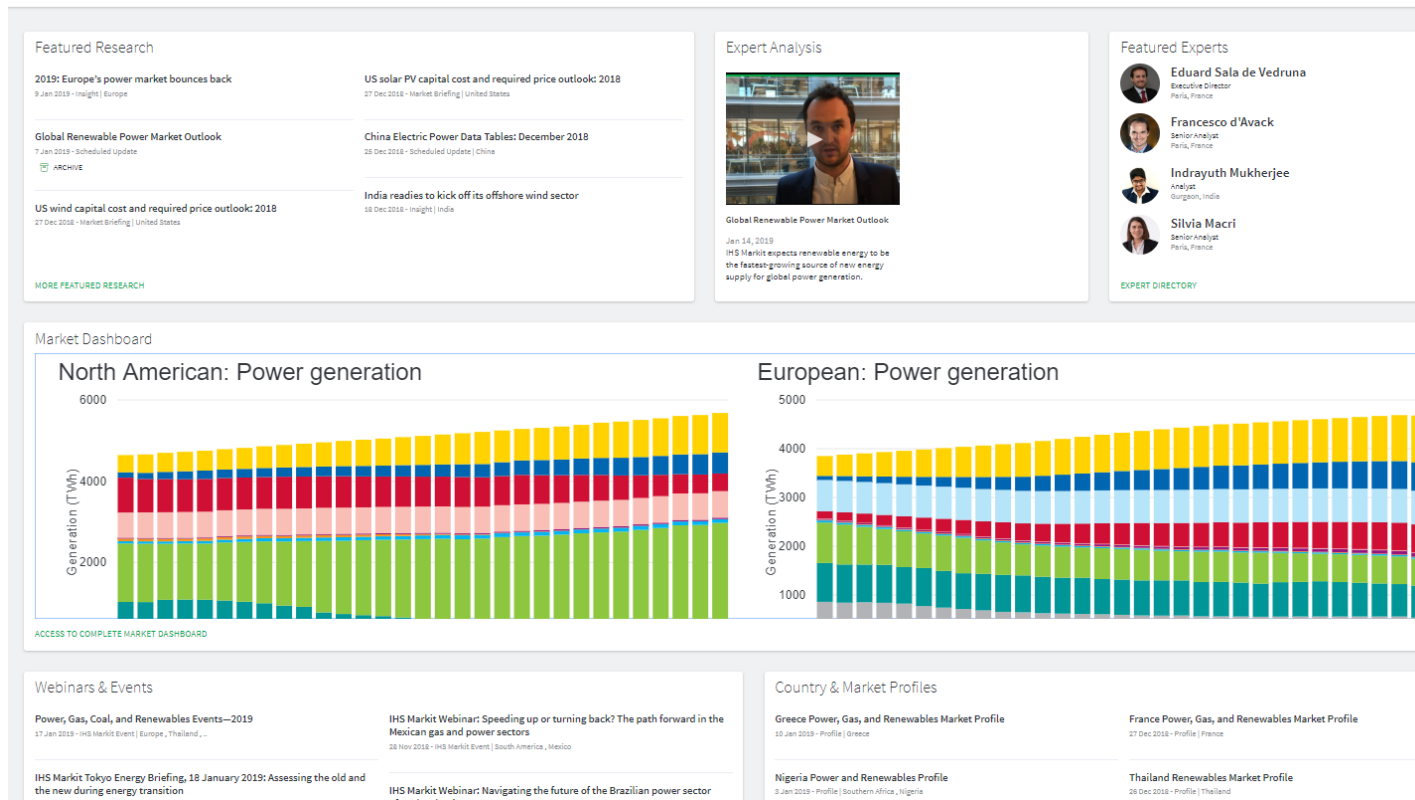 Featured Research
2019: Europe's power market bounces back
9 Jan 2019 - Insight | Europe
Global Renewable Power Market Outlook
7 Jan 2019 - Scheduled Update
ARCHIVE
US wind capital cost and required price outlook: 2018
27 Dec 2018 - Market Briefing | United States
US solar PV capital cost and required price outlook: 2018
27 Dec 2018 - Market Briefing | United States
China Electric Power Data Tables: December 2018
25 Dec 2018 - Scheduled Update | China
India readies to kick off its offshore wind sector
18 Dec 2018 - Insight | India
MORE FEATURED RESEARCH
Expert Analysis
Global Renewable Power Market Outlook
Jan 14, 2019
IHS Markit expects renewable energy to be
the fastest-growing source of new energy
supply for global power generation.
Featured Experts
Eduard Sala de Vedruna
Executive Director
Paris, France
Francesco d'Avack
Senior Analyst
Paris, France
Indrayuth Mukherjee
Analyst
Gurgaon, India
Silvia Macri
Senior Analyst
Paris, France
EXPERT DIRECTORY
Market Dashboard
North American: Power generation
6000
4000
2000
Generation (TWh)
European: Power generation
5000
4000
3000
2000
1000
Generation (TWh)
ACCESS TO COMPLETE MARKET DASHBOARD
Webinars & Events
Power, Gas, Coal, and Renewables Events—2019
17 Jan 2019 - IHS Markit Event | Europe , Thailand , ..
IHS Markit Tokyo Energy Briefing, 18 January 2019: Assessing the old and
the new during energy transition
IHS Markit Webinar: Speeding up or turning back? The path forward in the
Mexican gas and power sectors
28 Nov 2018 - IHS Markit Event | South America , Mexico
IHS Markit Webinar: Navigating the future of the Brazilian power sector
Country & Market Profiles
Greece Power, Gas, and Renewables Market Profile
10 Jan 2019 - Profile | Greece
Nigeria Power and Renewables Profile
3 Jan 2019 - Profile | Southern Africa , Nigeria
France Power, Gas, and Renewables Market Profile
27 Dec 2018 - Profile | France
Thailand Renewables Market Profile
26 Dec 2018 - Profile | Thailand